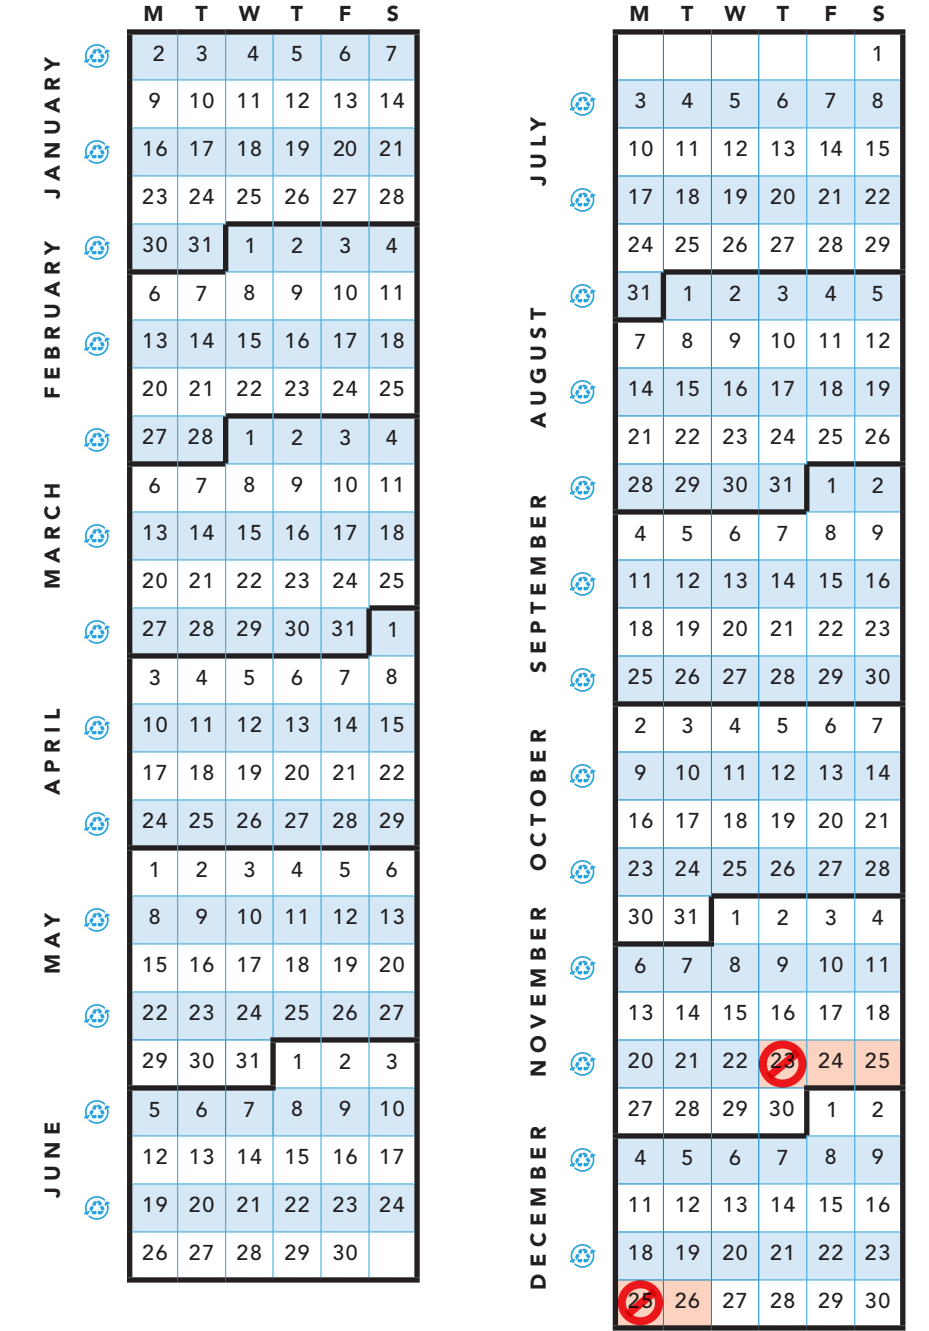 M T W T F S
JANUARY
2 3 4 5 6 7
9 10 11 12 13 14
16 17 18 19 20 21
23 24 25 26 27 28
30 31 1 2 3 4
FEBRUARY
6 7 8 9 10 11
13 14 15 16 17 18
20 21 22 23 24 25
27 28 1 2 3 4
MARCH
6 7 8 9 10 11
13 14 15 16 17 18
20 21 22 23 24 25
27 28 29 30 31 1
APRIL
3 4 5 6 7 8
10 11 12 13 14 15
17 18 19 20 21 22
24 25 26 27 28 29
MAY
1 2 3 4 5 6
8 9 10 11 12 13
15 16 17 18 19 20
22 23 24 25 26 27
29 30 31 1 2 3
JUNE
5 6 7 8 9 10
12 13 14 15 16 17
19 20 21 22 23 24
26 27 28 29 30
M T W T F S
JULY
1
3 4 5 6 7 8
10 11 12 13 14 15
17 18 19 20 21 22
24 25 26 27 28 29
31 1 2 3 4 5
AUGUST
7 8 9 10 11 12
14 15 16 17 18 19
21 22 23 24 25 26
28 29 30 31 1 2
SEPTEMBER
4 5 6 7 8 9
11 12 13 14 15 16
18 19 20 21 22 23
25 26 27 28 29 30
OCTOBER
2 3 4 5 6 7
9 10 11 12 13 14
16 17 18 19 20 21
23 24 25 26 27 28
30 31 1 2 3 4
NOVEMBER
6 7 8 9 10 11
13 14 15 16 17 18
20 21 22 23 24 25
27 28 29 30 1 2
DECEMBER
4 5 6 7 8 9
11 12 13 14 15 16
18 19 20 21 22 23
25 26 27 28 29 30